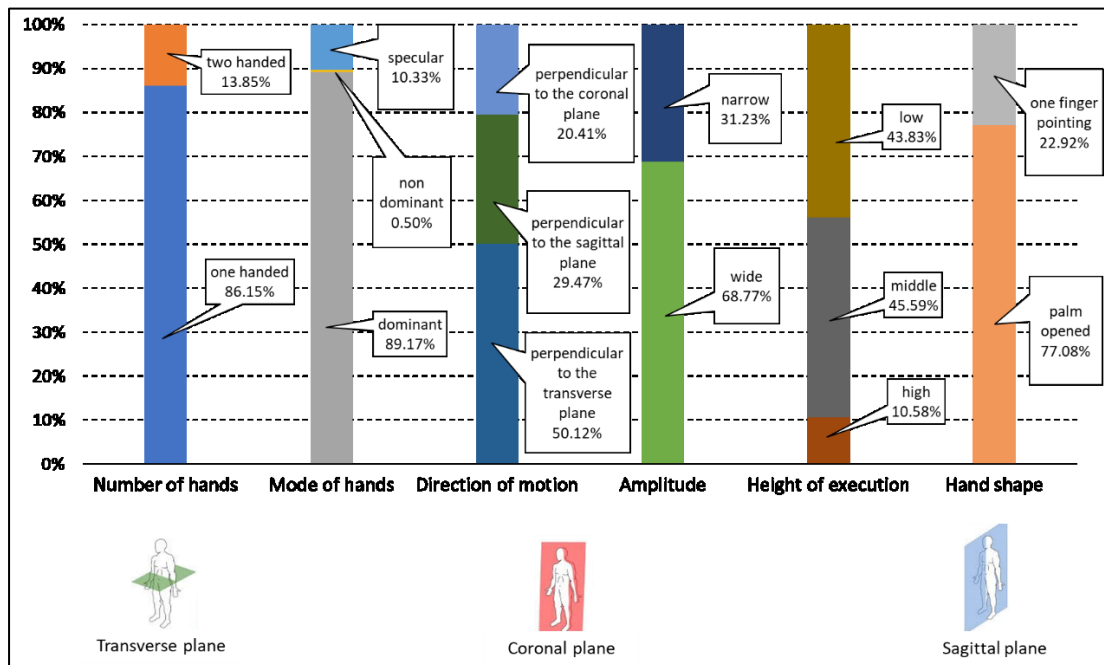 100%
90%
80%
70%
60%
50%
40%
30%
20%
10%
0%
two handed
13.85%
one handed
86.15%
specular
10.33%
non
dominant
0.50%
dominant
89.17%
perpendicular
to the coronal
plane
20.41%
perpendicular
to the sagittal
plane
29.47%
perpendicular
to the
transverse
plane
50.12%
narrow
31.23%
wide
68.77%
low
43.83%
middle
45.59%
high
10.58%
one finger
pointing
22.92%
palm
opened
77.08%
Number of hands
Mode of hands
Direction of motion
Amplitude
Height of execution
Hand shape
Transverse plane
Coronal plane
Sagittal plane